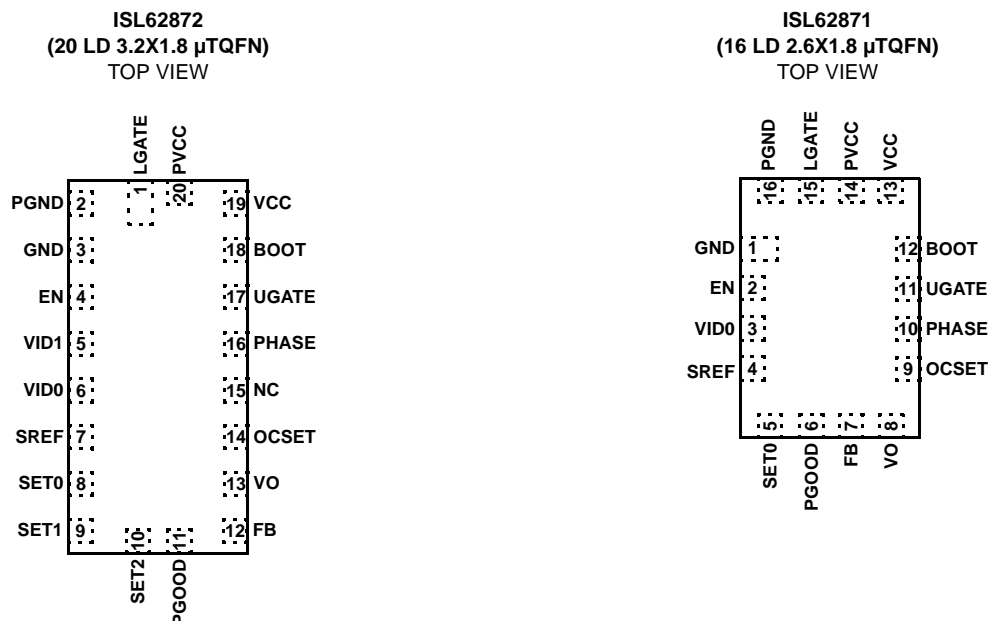 ISL62872
(20 LD 3.2X1.8 µTQFN)
TOP VIEW
LGATE
PVCC
1
20
PGND 2
19 VCC
GND 3
18 BOOT
EN 4
17 UGATE
VID1 5
16 PHASE
VID0 6
15 NC
SREF 7
14 OCSET
SET0 8
13 VO
SET1 9
12 FB
10
11
SET2
PGOOD
ISL62871
(16 LD 2.6X1.8 µTQFN)
TOP VIEW
PGND
LGATE
PVCC
VCC
16
15
14
13
GND 1
12 BOOT
EN 2
11 UGATE
VID0 3
10 PHASE
SREF 4
9 OCSET
5
6
7
8
SET0
PGOOD
FB
VO